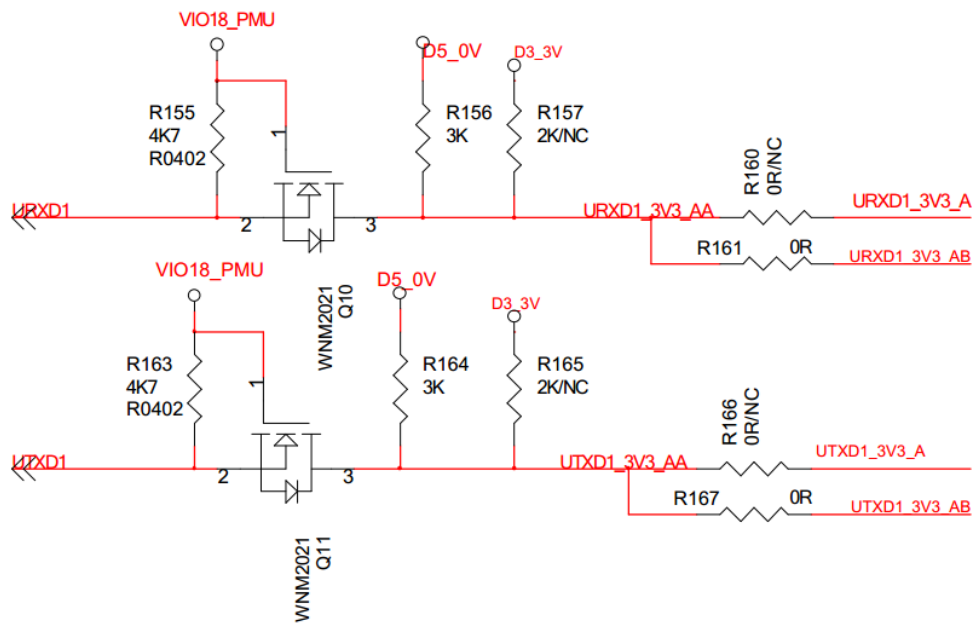 VIO18_PMU
D5_0V
D3_3V
R155
4K7
R0402
1
R156
3K
R157
2K/NC
R160
0R/NC
URXD1
2
3
URXD1_3V3_AA
URXD1_3V3_A
R161
0R
URXD1_3V3_AB
WNM2021
Q10
VIO18_PMU
D5_0V
D3_3V
R163
4K7
R0402
1
R164
3K
R165
2K/NC
R166
0R/NC
UTXD1
2
3
UTXD1_3V3_AA
UTXD1_3V3_A
R167
0R
UTXD1_3V3_AB
WNM2021
Q11